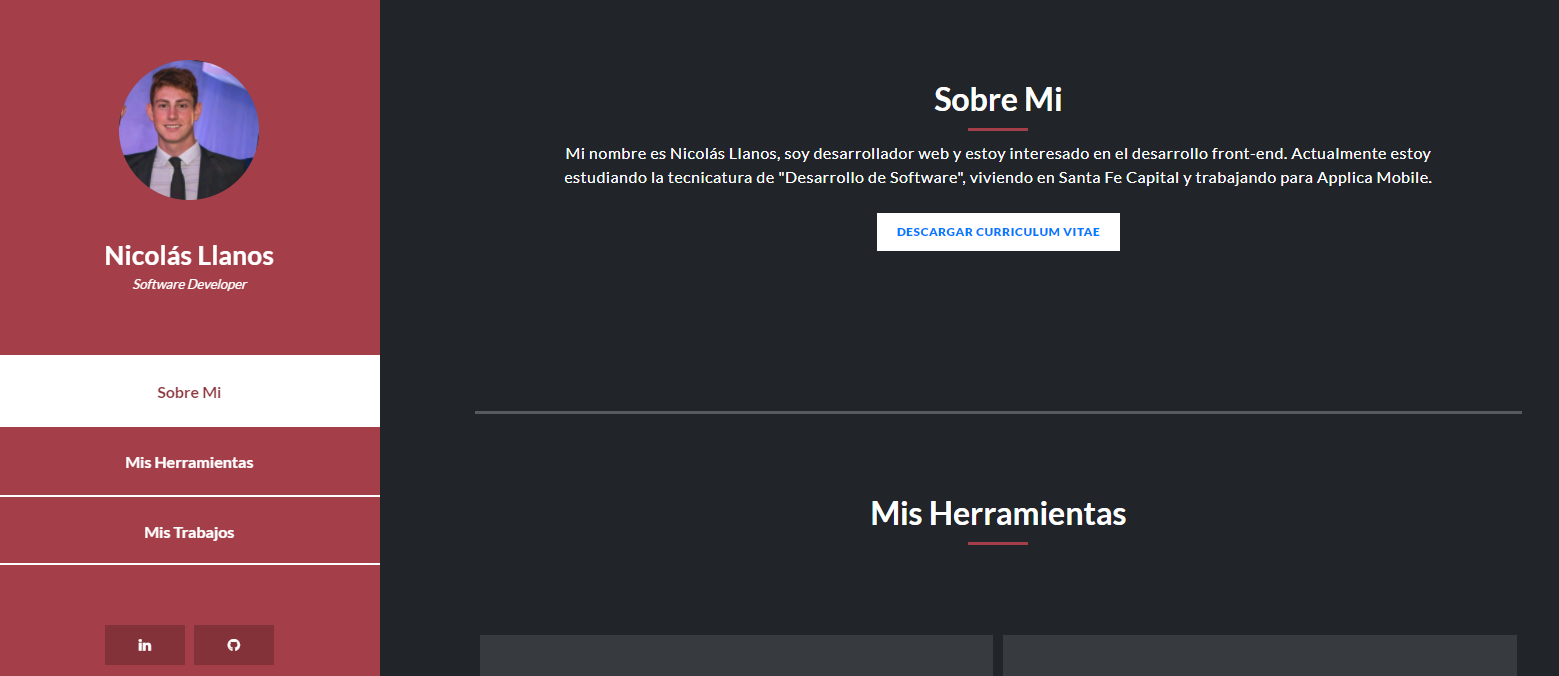 Nicolás Llanos
Software Developer
Sobre Mi
Mis Herramientas
Mis Trabajos
in
Sobre Mi
Mi nombre es Nicolás Llanos, soy desarrollador web y estoy interesado en el desarrollo front-end. Actualmente estoy
estudiando la tecnicatura de "Desarrollo de Software", viviendo en Santa Fe Capital y trabajando para Applica Mobile.
DESCARGAR CURRICULUM VITAE
Mis Herramientas